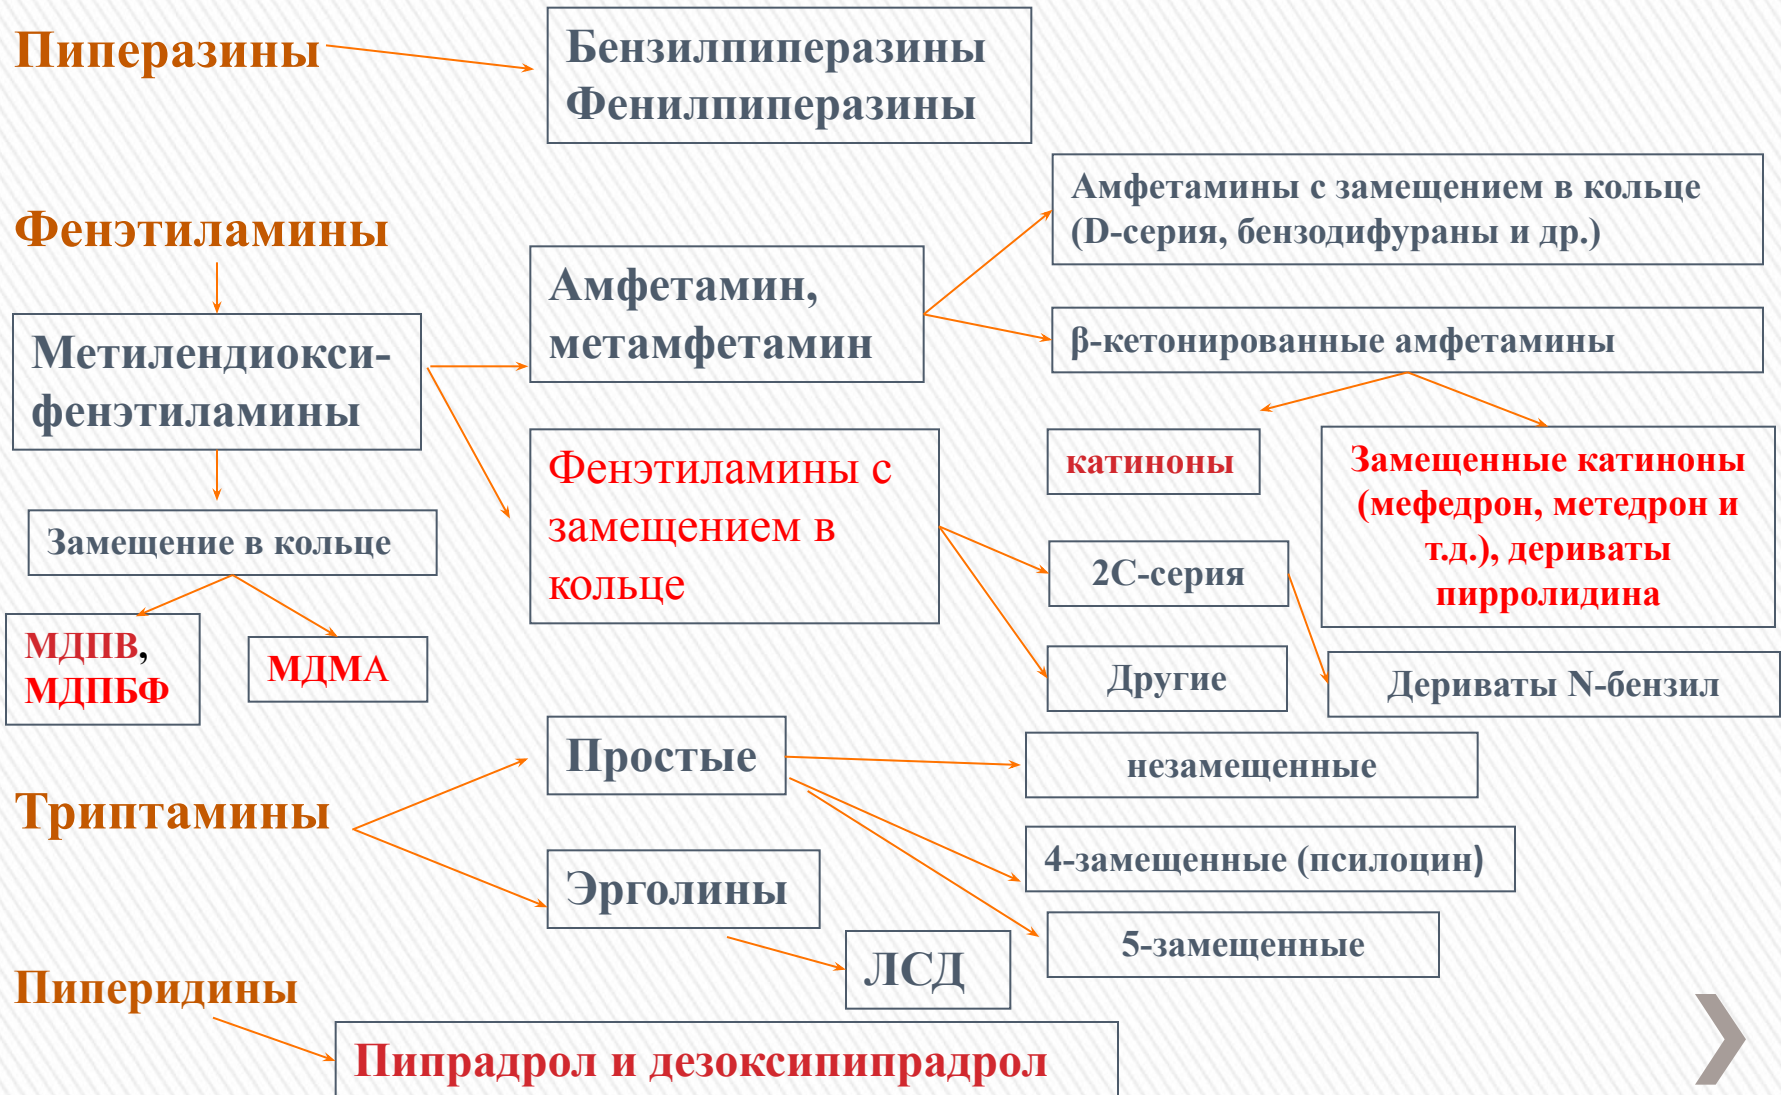 Пиперазины
Бензилпиперазины
Фенилпиперазины
Фенэтиламины
Амфетамины с замещением в кольце
(D-серия, бензодифураны и др.)
Амфетамин,
метамфетамин
β-кетонированные амфетамины
Метилендиокси-
фенэтиламины
Фенэтиламины с
замещением в
кольце
катиноны
Замещенные катиноны
(мефедрон, метедрон и
т.д.), дериваты
пирролидина
Замещение в кольце
2С-серия
МДПВ,
МДПБФ
МДМА
Другие
Дериваты N-бензил
Триптамины
Простые
незамещенные
4-замещенные (псилоцин)
Эрголины
5-замещенные
ЛСД
Пиперидины
Пипрадрол и дезоксипипрадрол